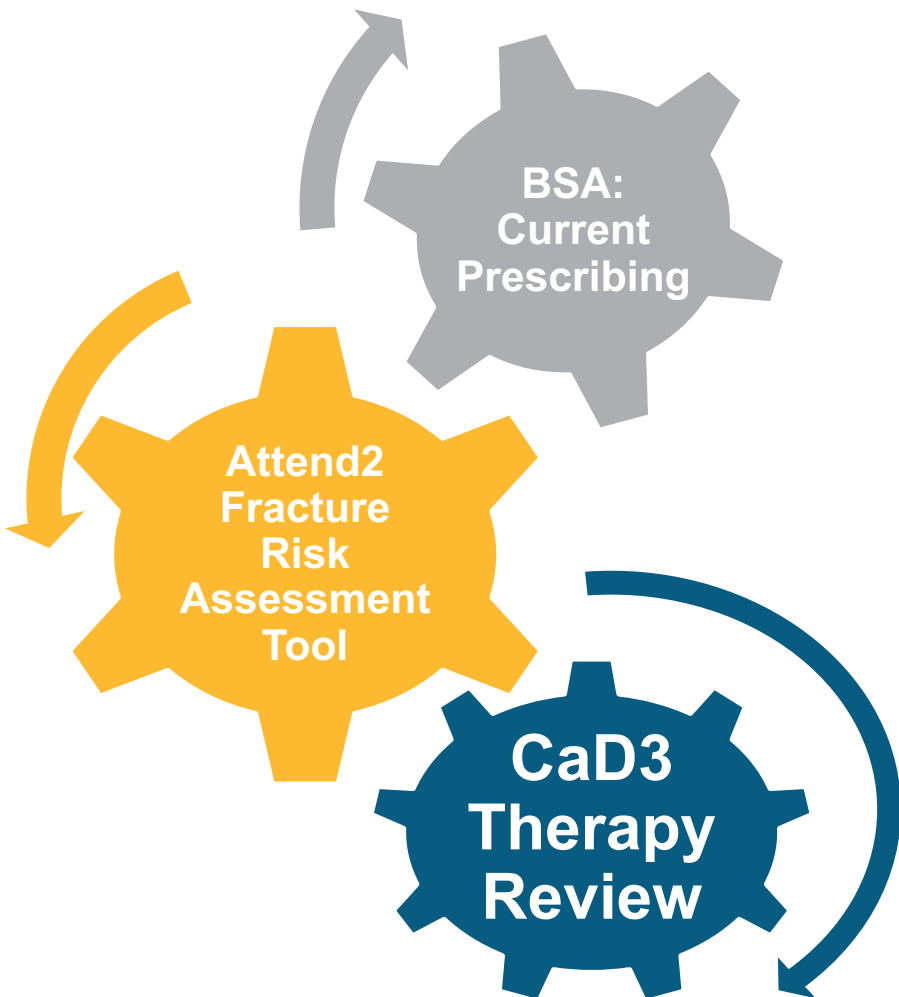 BSA:
Current
Prescribing
Attend2
Fracture
Risk
Assessment
Tool
CaD3
Therapy
Review